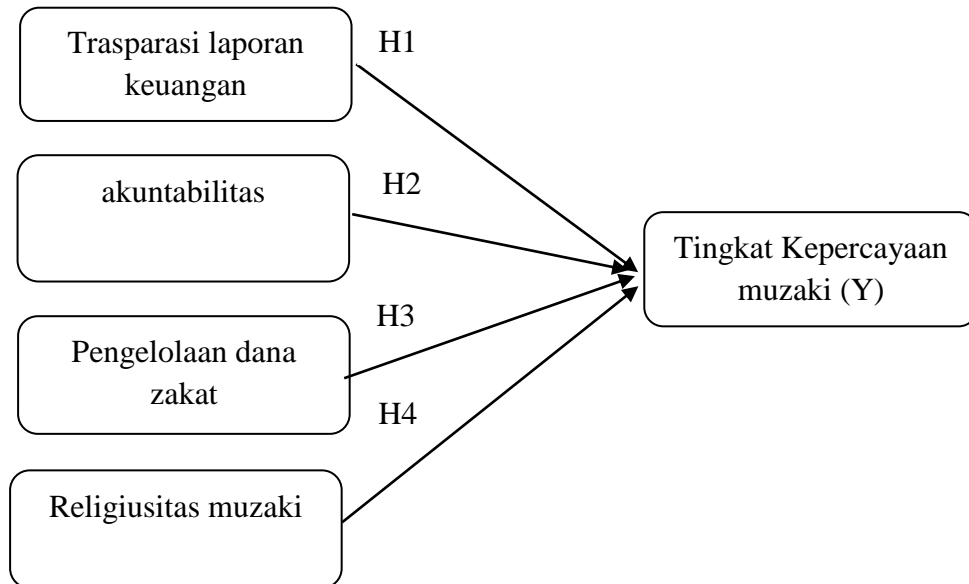 Trasparasi laporan
keuangan
H1
akuntabilitas
H2
Tingkat Kepercayaan
muzaki (Y)
Pengelolaan dana
zakat
H3
H4
Religiusitas muzaki